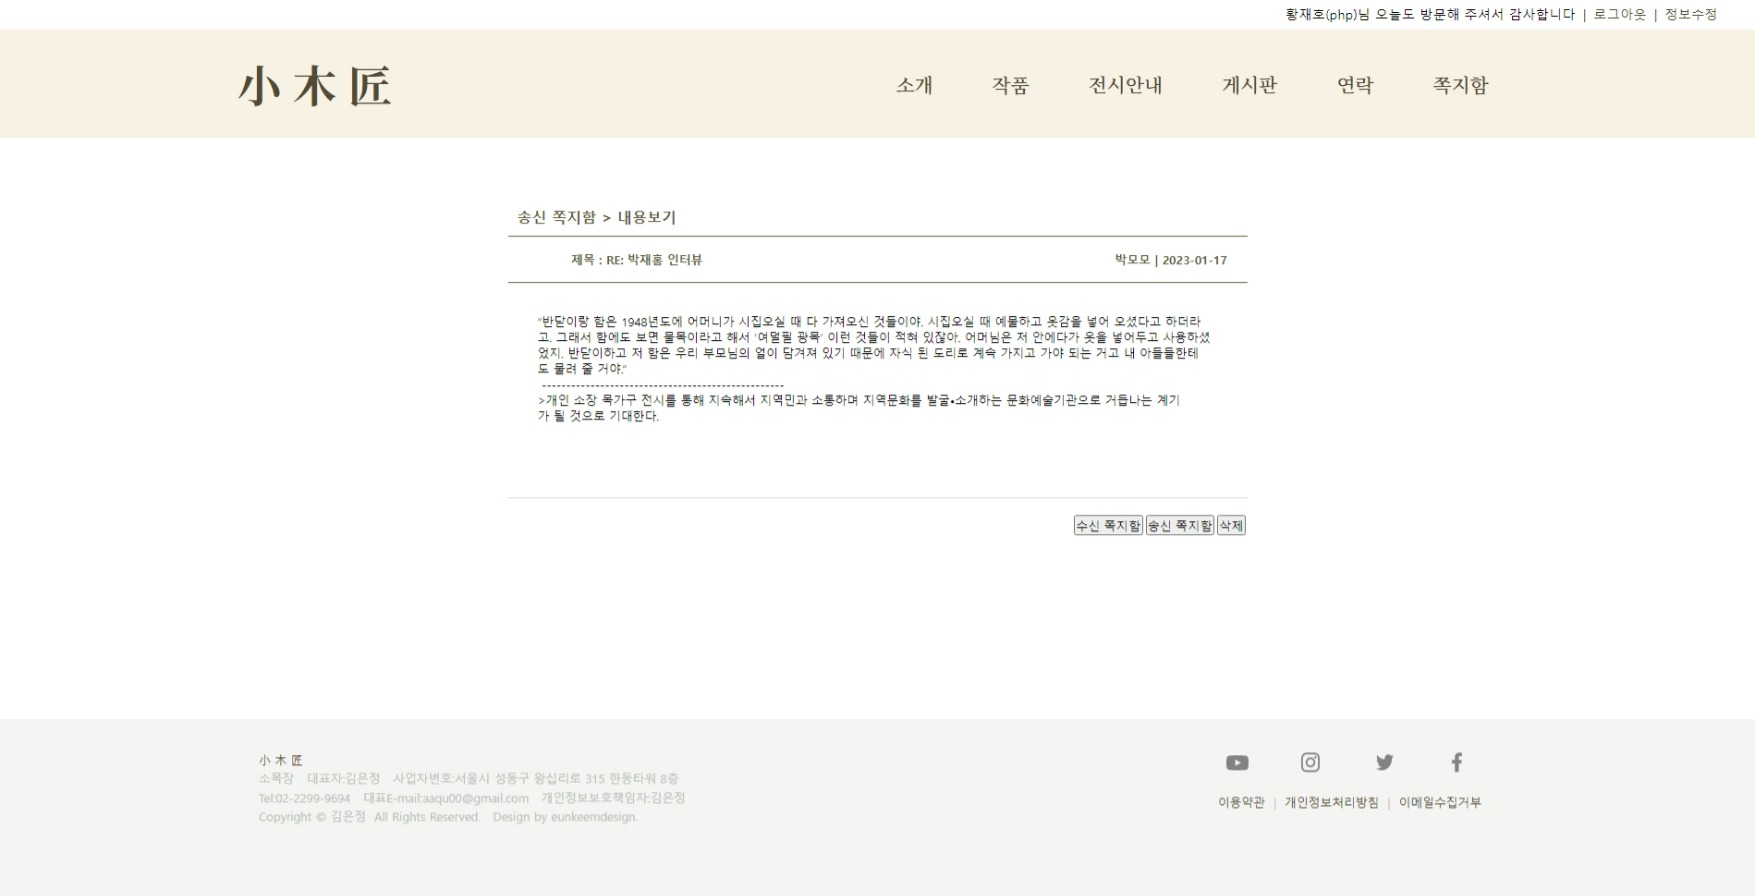 황재호(php)님 오늘도 방문해 주셔서 감사합니다 | 로그아웃 | 정보수정
小木匠
소개 작품 전시안내 게시판 연락 쪽지함
송신 쪽지함 > 내용보기
제목 : RE: 박재홍 인터뷰 박모모 | 2023-01-17
"반닫이랑 함은 1948년도에 어머니가 시집오실 때 다 가져오신 것들이야. 시집오실 때 예물하고 옷감을 넣어 오셨다고 하더라
고. 그래서 함에도 보면 물목이라고 해서 '여덟필 광목' 이런 것들이 적혀 있잖아. 어머님은 저 안에다가 옷을 넣어두고 사용하셨
었지. 반닫이하고 저 함은 우리 부모님의 얼이 담겨져 있기 때문에 자식 된 도리로 계속 가지고 가야 되는 거고 내 아들들한테
도 물려 줄 거야."
--------------------------------------------------
>개인 소장 목가구 전시를 통해 지속해서 지역민과 소통하며 지역문화를 발굴•소개하는 문화예술기관으로 거듭나는 계기
가 될 것으로 기대한다.
수신 쪽지함 송신 쪽지함 삭제
小木匠
소목장 대표자:김은정 사업자번호:서울시 성동구 왕십리로 315 한동타워 8층
Tel:02-2299-9694 대표E-mail:aaqu00@gmail.com 개인정보보호책임자:김은정
Copyright © 김은정 All Rights Reserved. Design by eunkeemdesign.
이용약관 | 개인정보처리방침 | 이메일수집거부